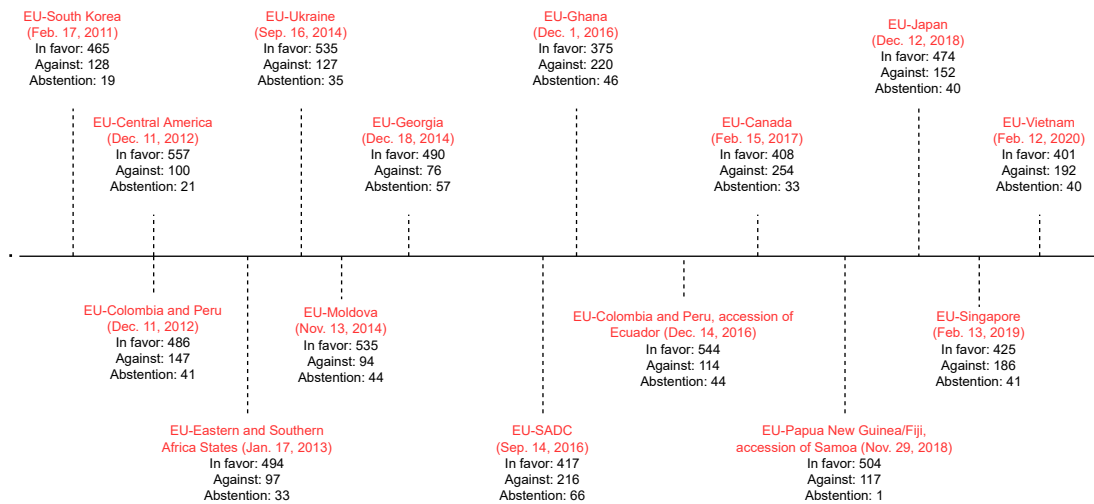 EU-South Korea
(Feb. 17, 2011)
In favor: 465
Against: 128
Abstention: 19
EU-Ukraine
(Sep. 16, 2014)
In favor: 535
Against: 127
Abstention: 35
EU-Ghana
(Dec. 1, 2016)
In favor: 375
Against: 220
Abstention: 46
EU-Japan
(Dec. 12, 2018)
In favor: 474
Against: 152
Abstention: 40
EU-Central America
(Dec. 11, 2012)
In favor: 557
Against: 100
Abstention: 21
EU-Georgia
(Dec. 18, 2014)
In favor: 490
Against: 76
Abstention: 57
EU-Canada
(Feb. 15, 2017)
In favor: 408
Against: 254
Abstention: 33
EU-Vietnam
(Feb. 12, 2020)
In favor: 401
Against: 192
Abstention: 40
EU-Colombia and Peru
(Dec. 11, 2012)
In favor: 486
Against: 147
Abstention: 41
EU-Moldova
(Nov. 13, 2014)
In favor: 535
Against: 94
Abstention: 44
EU-Colombia and Peru, accession of
Ecuador (Dec. 14, 2016)
In favor: 544
Against: 114
Abstention: 44
EU-Singapore
(Feb. 13, 2019)
In favor: 425
Against: 186
Abstention: 41
EU-Eastern and Southern
Africa States (Jan. 17, 2013)
In favor: 494
Against: 97
Abstention: 33
EU-SADC
(Sep. 14, 2016)
In favor: 417
Against: 216
Abstention: 66
EU-Papua New Guinea/Fiji,
accession of Samoa (Nov. 29, 2018)
In favor: 504
Against: 117
Abstention: 1